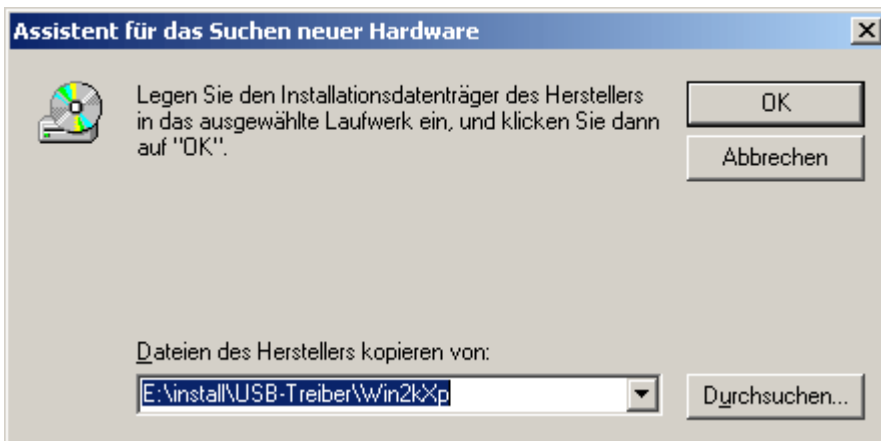 Assistent für das Suchen neuer Hardware
Legen Sie den Installationsdatenträger des Herstellers
in das ausgewählte Laufwerk ein, und klicken Sie dann
auf "OK".
OK
Abbrechen
Dateien des Herstellers kopieren von:
E:\install\USB-Treiber\Win2kXp
Durchsuchen...